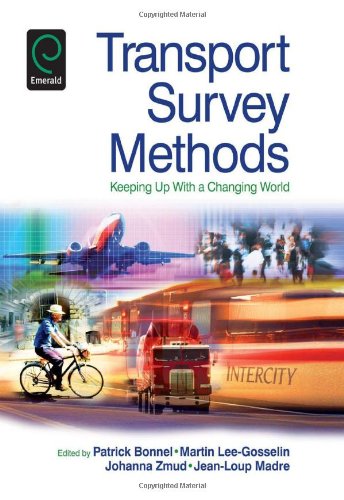 Copyrighted Material
Emerald
Transport
Survey
Methods
Keeping Up With a Changing World
INTERCITY
Edited by Patrick Bonnel • Martin Lee-Gosselin
Johanna Zmud • Jean-Loup Madre
Copyrighted Material